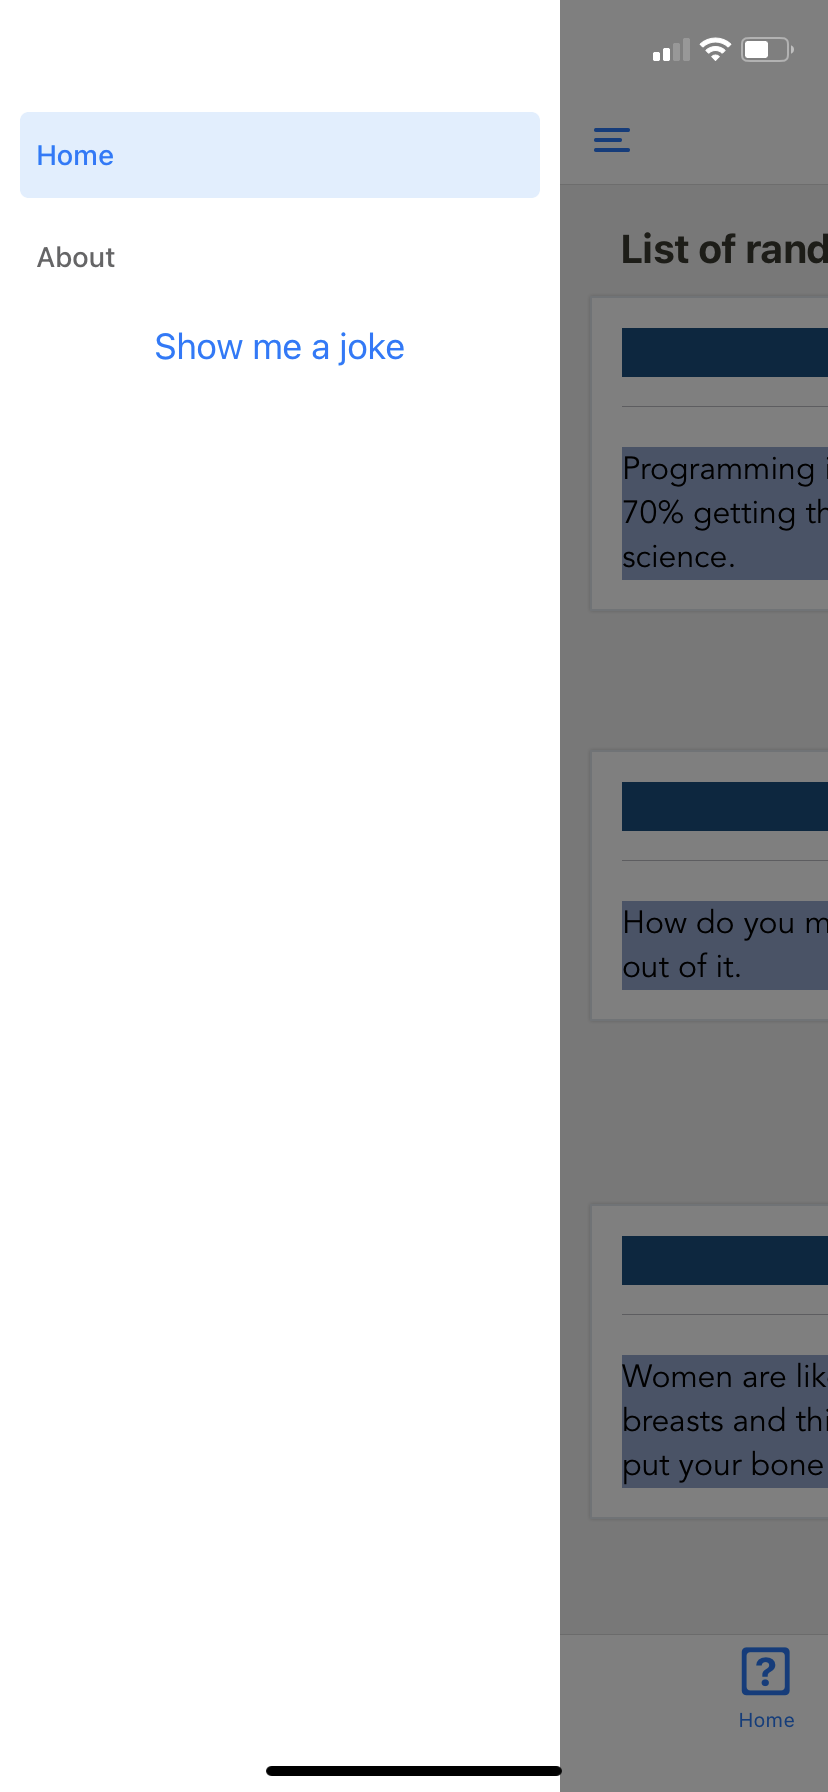 Home
About
Show me a joke
List of rand
Programming i
70% getting th
science.
How do you m
out of it.
Women are lik
breasts and thi
put your bone
?
Home